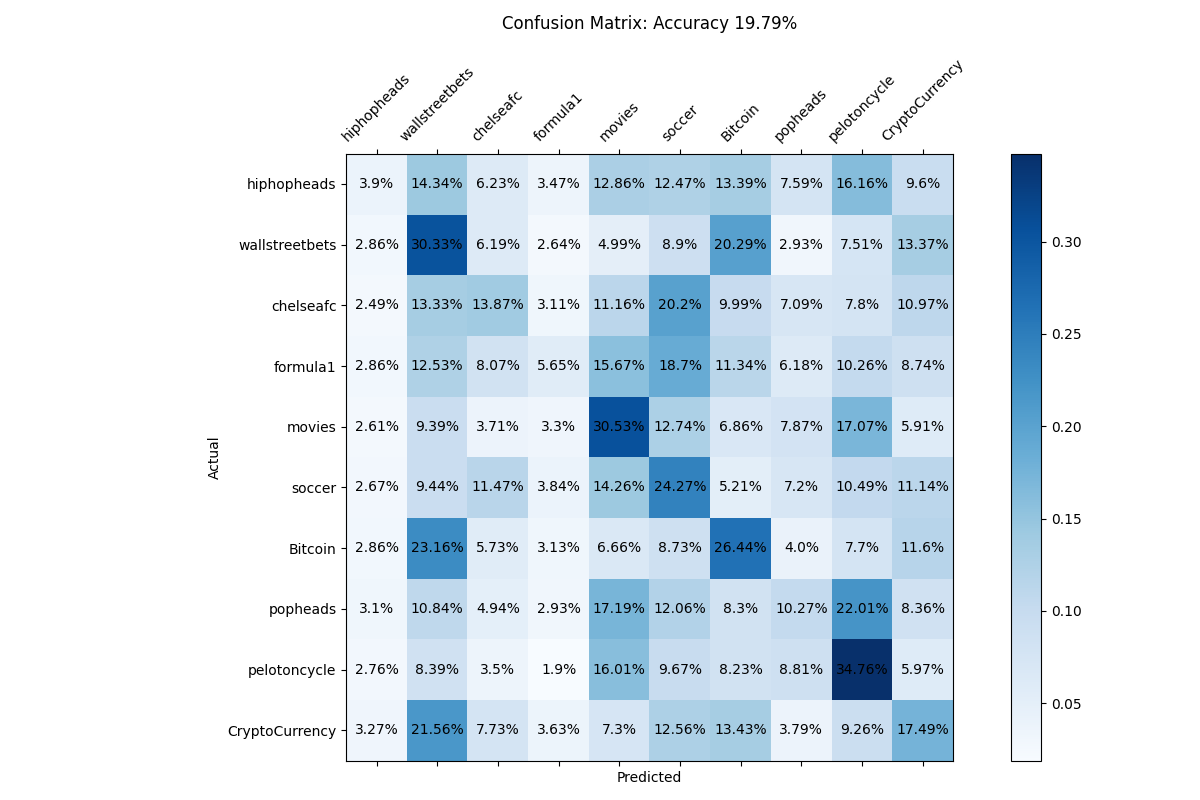 Confusion Matrix: Accuracy 19.79%
hiphopheads wallstreetbets chelseafc formula1 movies soccer Bitcoin popheads pelotoncycle CryptoCurrency
hiphopheads 3.9% 14.34% 6.23% 3.47% 12.86% 12.47% 13.39% 7.59% 16.16% 9.6%
wallstreetbets 2.86% 30.33% 6.19% 2.64% 4.99% 8.9% 20.29% 2.93% 7.51% 13.37%
0.30
chelseafc 2.49% 13.33% 13.87% 3.11% 11.16% 20.2% 9.99% 7.09% 7.8% 10.97%
0.25
formula1 2.86% 12.53% 8.07% 5.65% 15.67% 18.7% 11.34% 6.18% 10.26% 8.74%
movies 2.61% 9.39% 3.71% 3.3% 30.53% 12.74% 6.86% 7.87% 17.07% 5.91%
0.20
Actual
soccer 2.67% 9.44% 11.47% 3.84% 14.26% 24.27% 5.21% 7.2% 10.49% 11.14%
0.15
Bitcoin 2.86% 23.16% 5.73% 3.13% 6.66% 8.73% 26.44% 4.0% 7.7% 11.6%
popheads 3.1% 10.84% 4.94% 2.93% 17.19% 12.06% 8.3% 10.27% 22.01% 8.36%
0.10
pelotoncycle 2.76% 8.39% 3.5% 1.9% 16.01% 9.67% 8.23% 8.81% 34.76% 5.97%
0.05
CryptoCurrency 3.27% 21.56% 7.73% 3.63% 7.3% 12.56% 13.43% 3.79% 9.26% 17.49%
Predicted